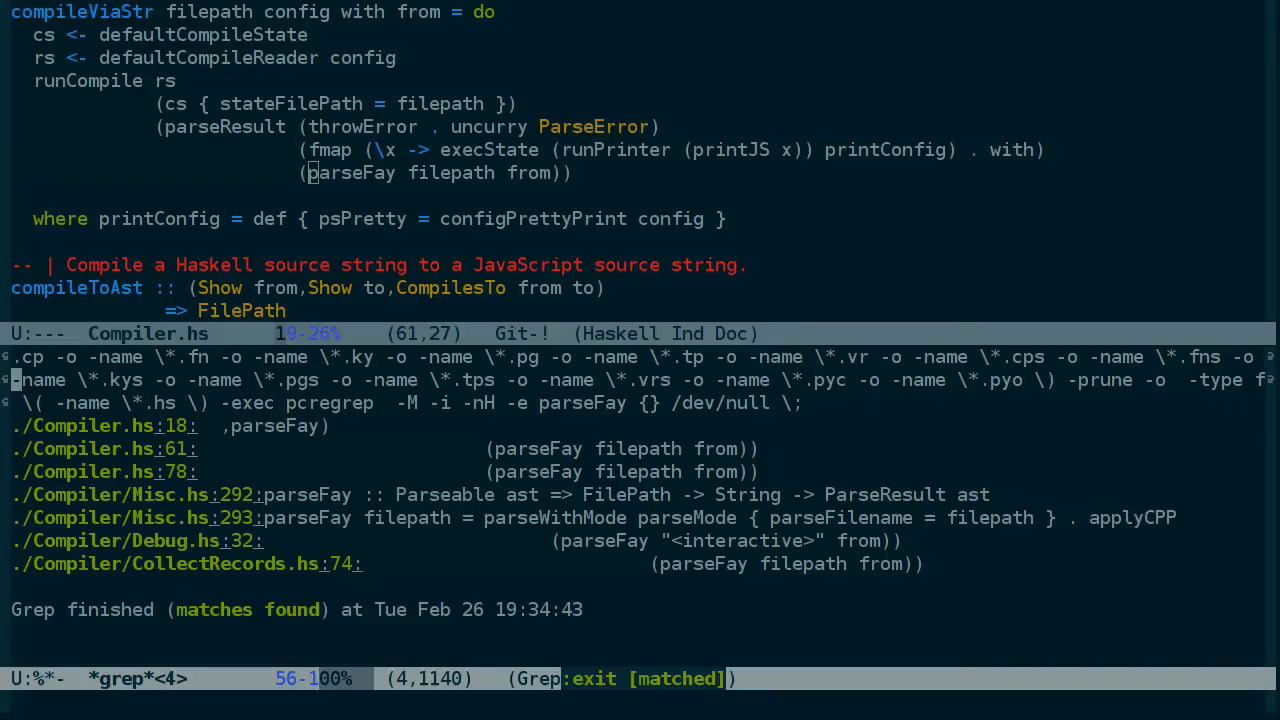 compileViaStr filepath config with from = do
  cs <- defaultCompileState
  rs <- defaultCompileReader config
  runCompile rs
             (cs { stateFilePath = filepath })
             (parseResult (throwError . uncurry ParseError)
                          (fmap (\x -> execState (runPrinter (printJS x)) printConfig) . with)
                          (parseFay filepath from))
  where printConfig = def { psPretty = configPrettyPrint config }
-- | Compile a Haskell source string to a JavaScript source string.
compileToAst :: (Show from,Show to,CompilesTo from to)
              => FilePath
U:---  Compiler.hs      19-26%    (61,27)   Git-!  (Haskell Ind Doc)
.cp -o -name \*.fn -o -name \*.ky -o -name \*.pg -o -name \*.tp -o -name \*.vr -o -name \*.cps -o -name \*.fns -o
-name \*.kys -o -name \*.pgs -o -name \*.tps -o -name \*.vrs -o -name \*.pyc -o -name \*.pyo \) -prune -o  -type f
 \( -name \*.hs \) -exec pcregrep  -M -i -nH -e parseFay {} /dev/null \;
./Compiler.hs:18:  ,parseFay)
./Compiler.hs:61:                          (parseFay filepath from))
./Compiler.hs:78:                          (parseFay filepath from))
./Compiler/Misc.hs:292:parseFay :: Parseable ast => FilePath -> String -> ParseResult ast
./Compiler/Misc.hs:293:parseFay filepath = parseWithMode parseMode { parseFilename = filepath } . applyCPP
./Compiler/Debug.hs:32:                          (parseFay "<interactive>" from))
./Compiler/CollectRecords.hs:74:                          (parseFay filepath from))
Grep finished (matches found) at Tue Feb 26 19:34:43
U:%*-  *grep*<4>        56-100%   (4,1140)   (Grep:exit [matched])